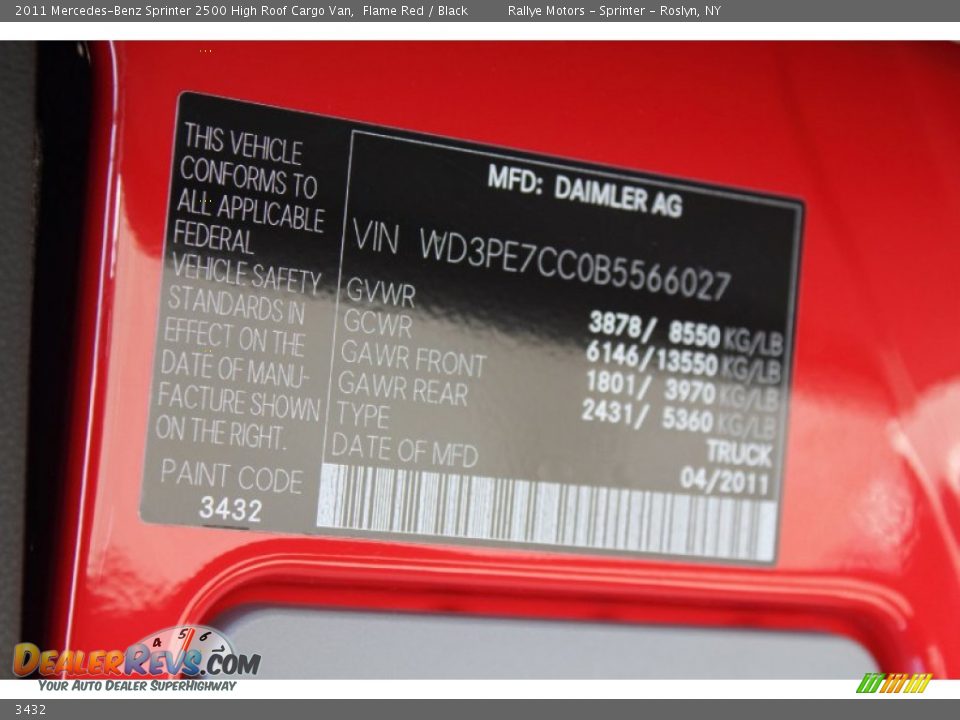 2011 Mercedes-Benz Sprinter 2500 High Roof Cargo Van, Flame Red / Black Rallye Motors - Sprinter - Roslyn, NY
THIS VEHICLE
CONFORMS TO
ALL APPLICABLE
FEDERAL
VEHICLE SAFETY
STANDARDS IN
EFFECT ON THE
DATE OF MANU-
FACTURE SHOWN
ON THE RIGHT.
PAINT CODE
3432
MFD: DAIMLER AG
VIN WD3PE7CC0B5566027
GVWR 3878/ 8550 KG/LB
GCWR 6146/13550 KG/LB
GAWR FRONT 1801/ 3970 KG/LB
GAWR REAR 2431/ 5360 KG/LB
TYPE TRUCK
DATE OF MFD 04/2011
4 5 6
DEALERREVS.COM
YOUR AUTO DEALER SUPERHIGHWAY
3432